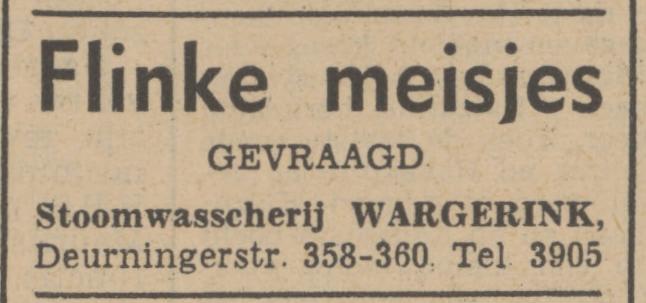 Flinke meisjes
GEVRAAGD
Stoomwasscherij WARGERINK,
Deurningerstr. 358-360. Tel 3905